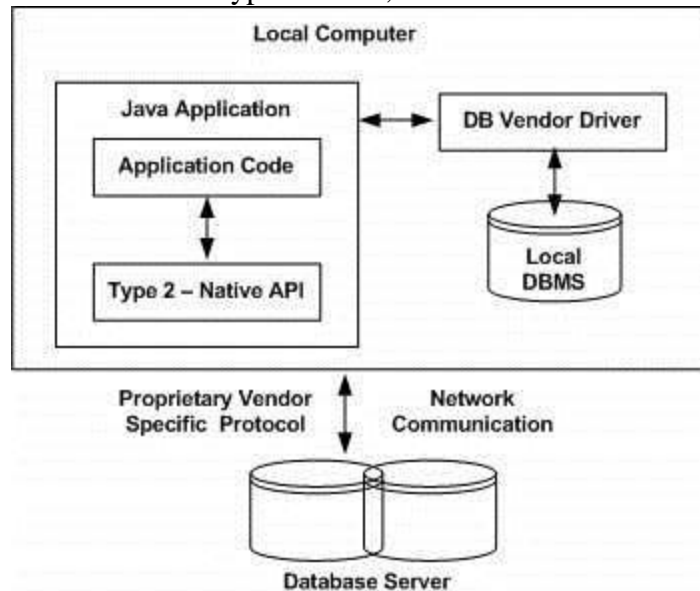 Local Computer
Java Application
DB Vendor Driver
Application Code
Local
DBMS
Type 2 – Native API
Proprietary Vendor
Specific Protocol
Network
Communication
Database Server